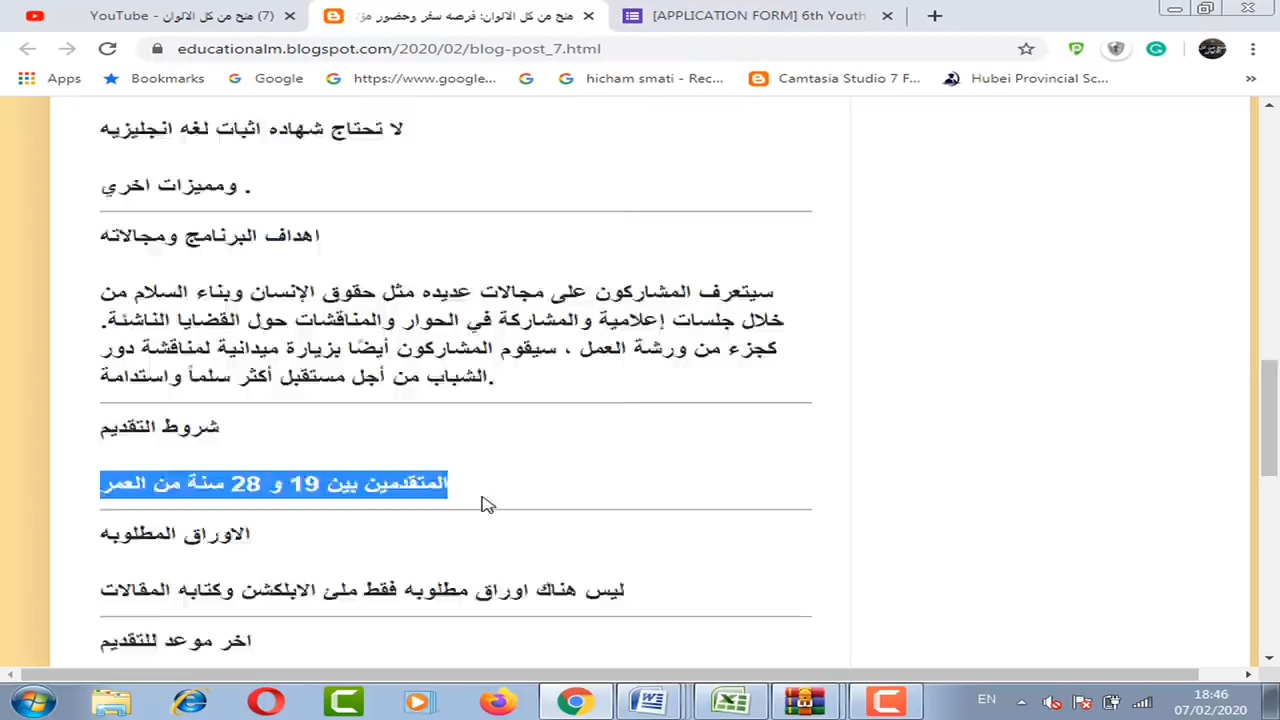 YouTube - منح من كل الالوان (7)
منح من كل الالوان: فرصه سفر وحضور مؤ
[APPLICATION FORM] 6th Youth
educationalm.blogspot.com/2020/02/blog-post_7.html
Apps
Bookmarks
Google
https://www.google...
hicham smati - Rec...
Camtasia Studio 7 F...
Hubei Provincial Sc...
»
لا تحتاج شهاده اثبات لغه انجليزيه
ومميزات اخري .
اهداف البرنامج ومجالاته
سيتعرف المشاركون على مجالات عديده مثل حقوق الإنسان وبناء السلام من
خلال جلسات إعلامية والمشاركة في الحوار والمناقشات حول القضايا الناشئة.
كجزء من ورشة العمل ، سيقوم المشاركون أيضًا بزيارة ميدانية لمناقشة دور
الشباب من أجل مستقبل أكثر سلماً واستدامة.
شروط التقديم
المتقدمين بين 19 و 28 سنة من العمر
الاوراق المطلوبه
ليس هناك اوراق مطلوبه فقط ملئ الابلكشن وكتابه المقالات
اخر موعد للتقديم
EN
18:46
07/02/2020